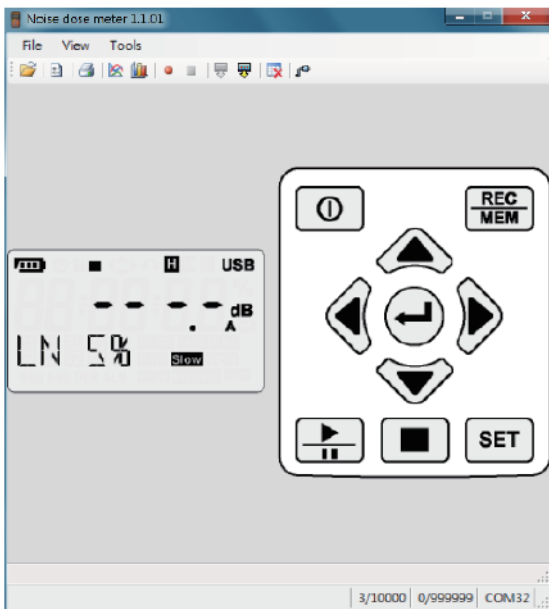 Noise dose meter 1.1.01
File View Tools
REC
MEM
H USB
-- -.- dB
A
LN 5% Slow
SET
3/10000 0/999999 COM32